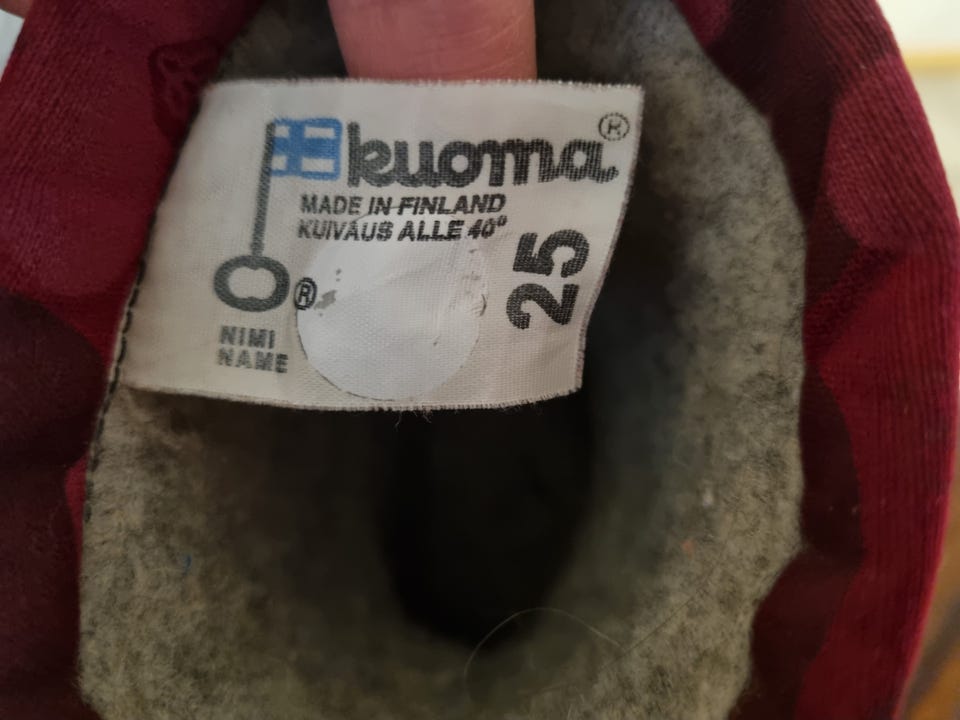 kuoma®
MADE IN FINLAND
KUIVAUS ALLE 40°
25
®
NIMI
NAME